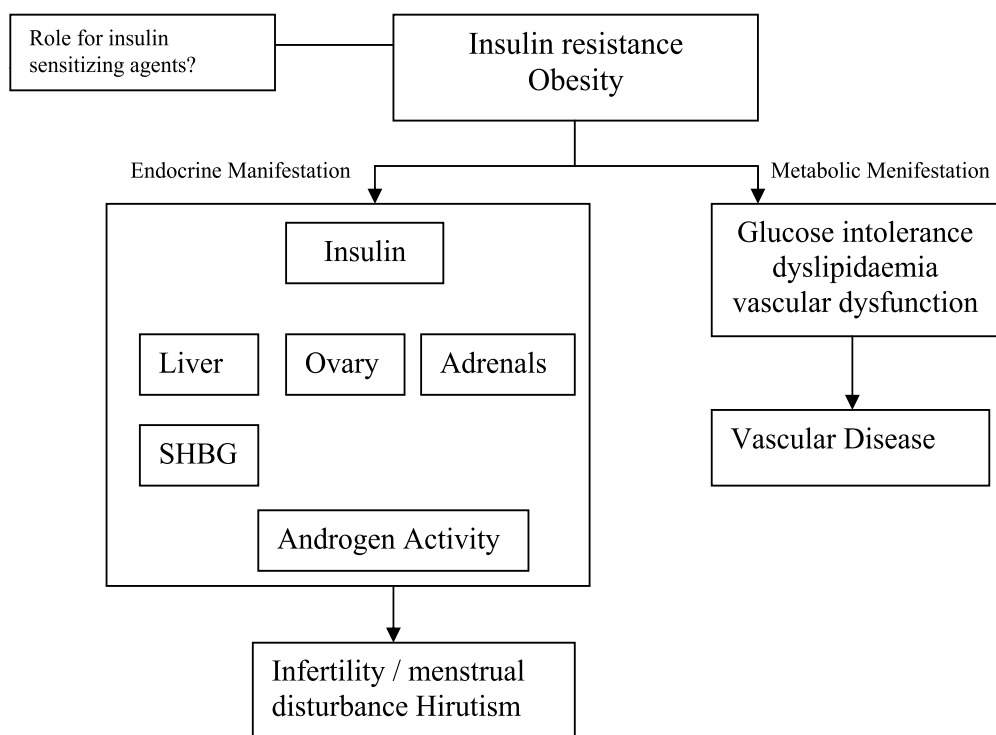 Role for insulin
sensitizing agents?
Insulin resistance
Obesity
Endocrine Manifestation
Metabolic Menifestation
Insulin
Glucose intolerance
dyslipidaemia
vascular dysfunction
Liver
Ovary
Adrenals
SHBG
Vascular Disease
Androgen Activity
Infertility / menstrual
disturbance Hirutism